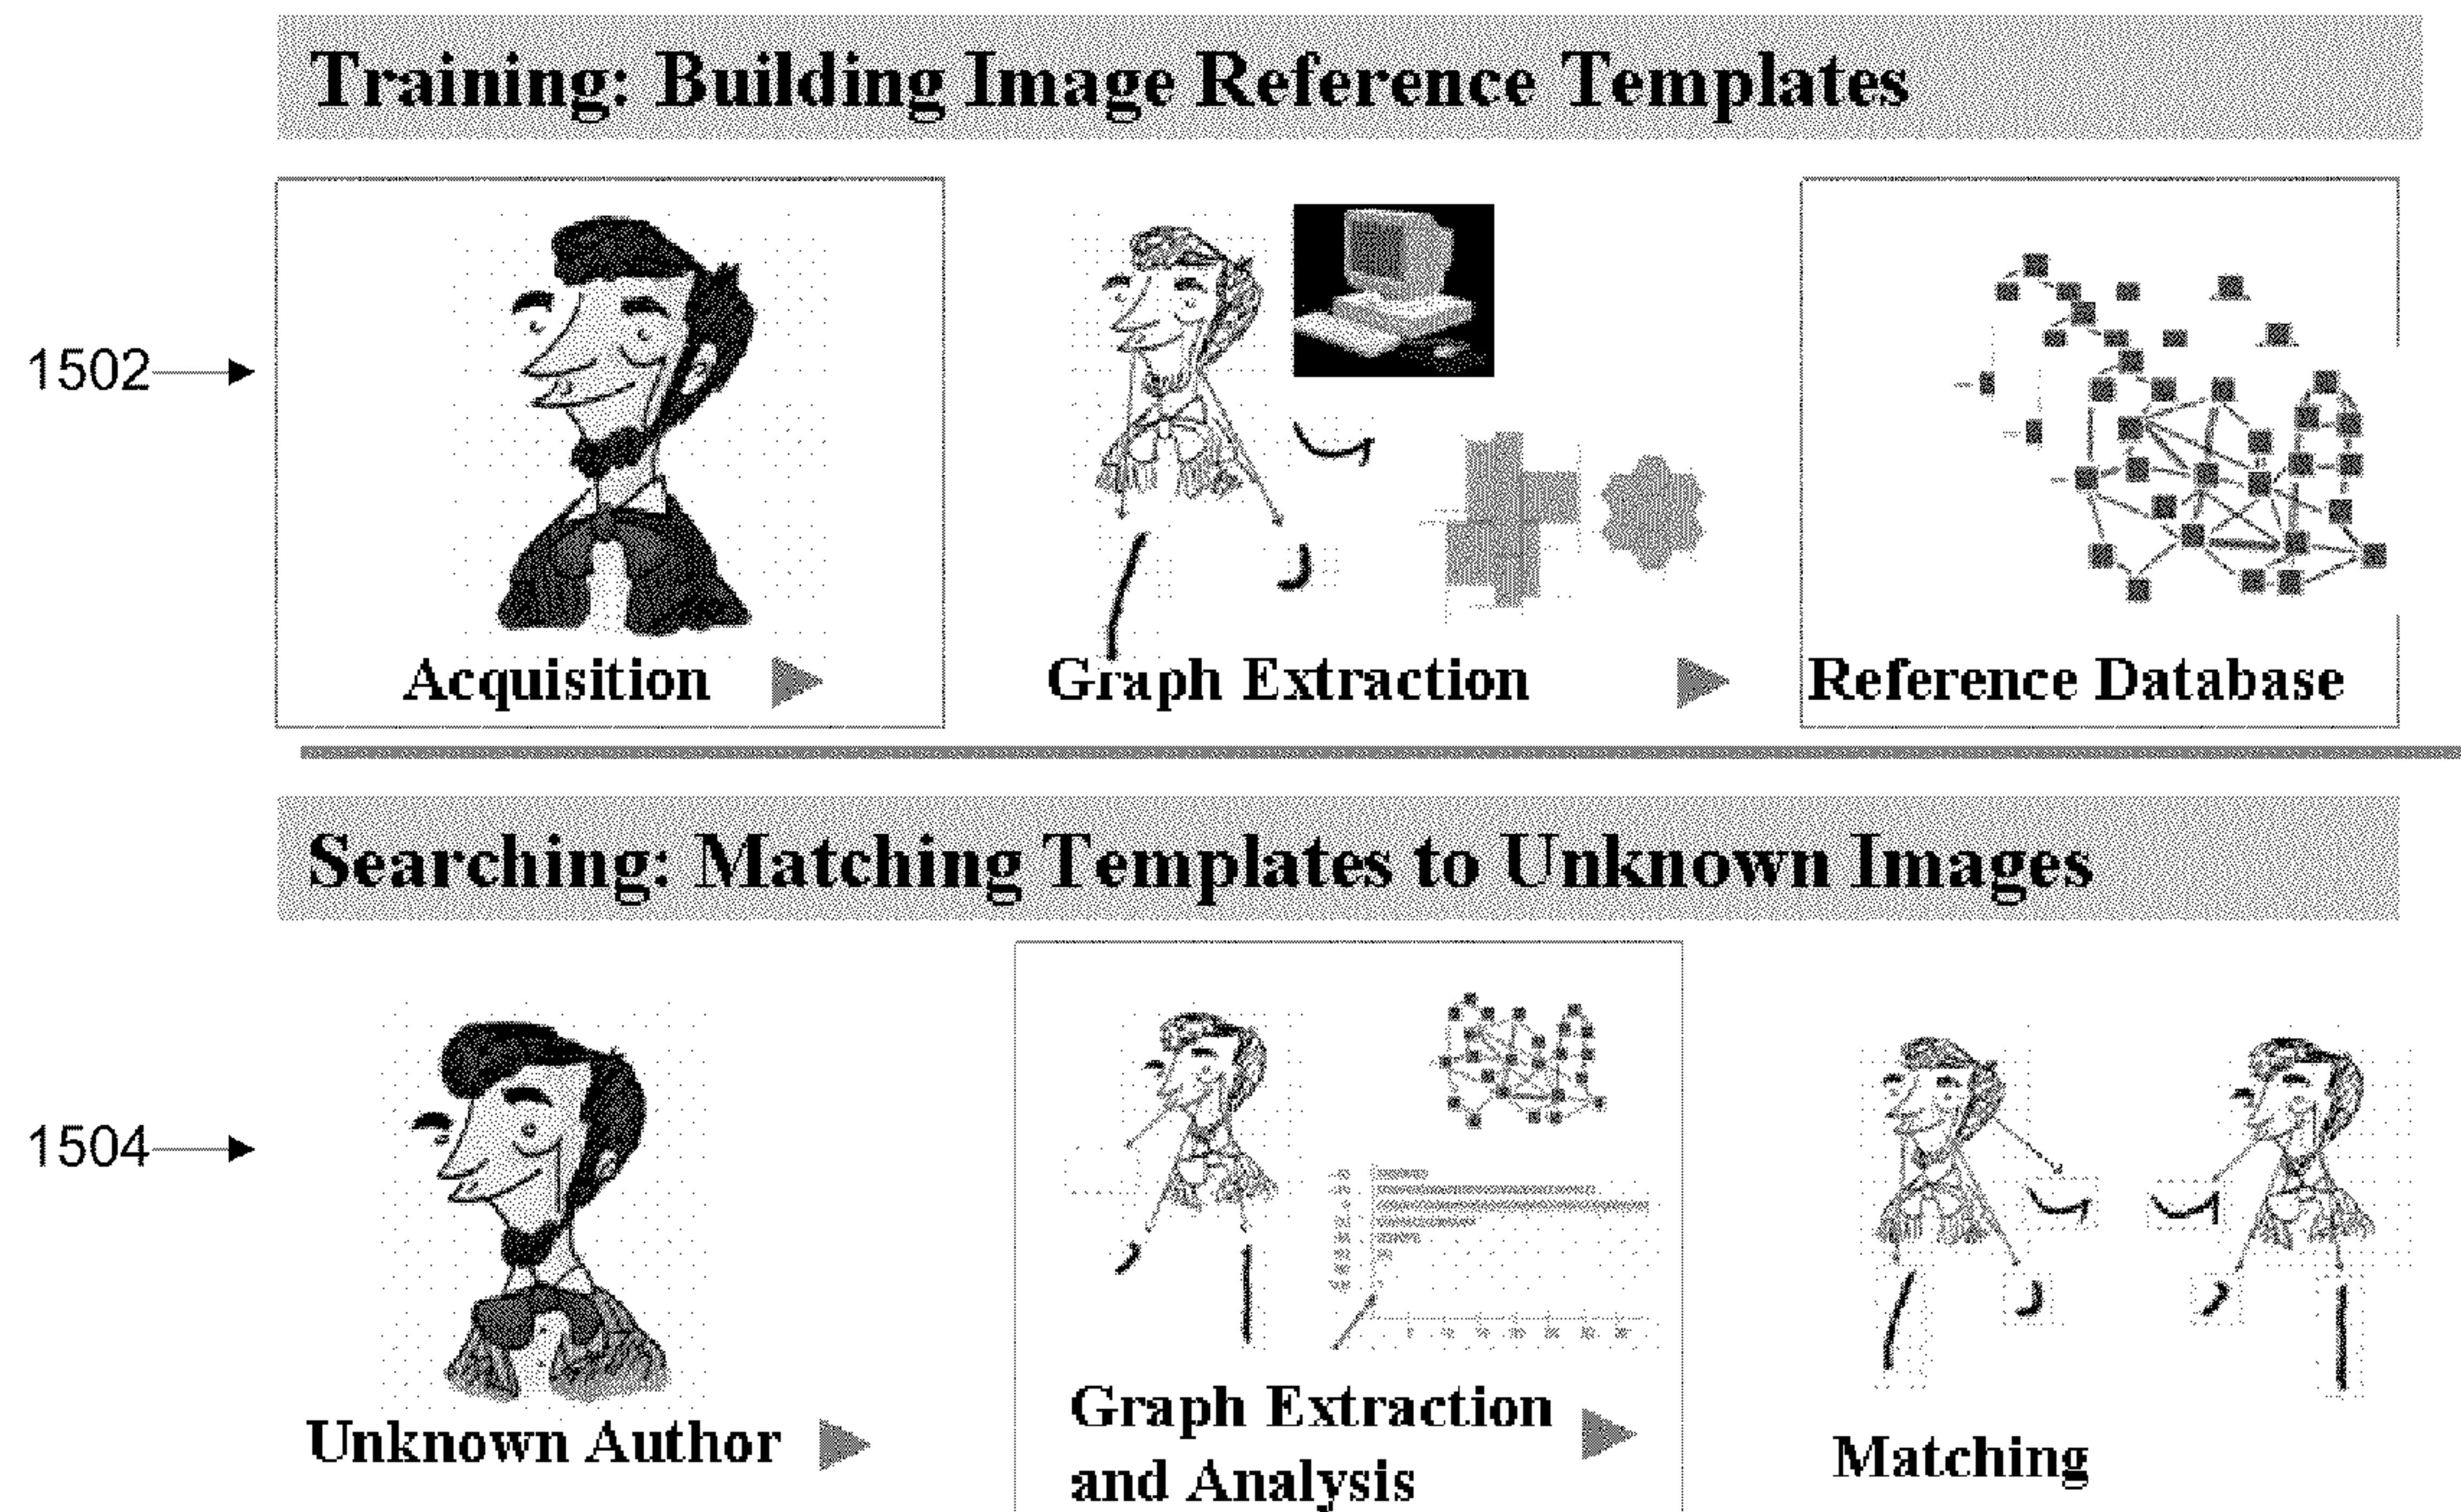 Training: Building Image Reference Templates
1502
Acquisition
Graph Extraction
Reference Database
Searching: Matching Templates to Unknown Images
1504
Unknown Author
Graph Extraction
and Analysis
Matching